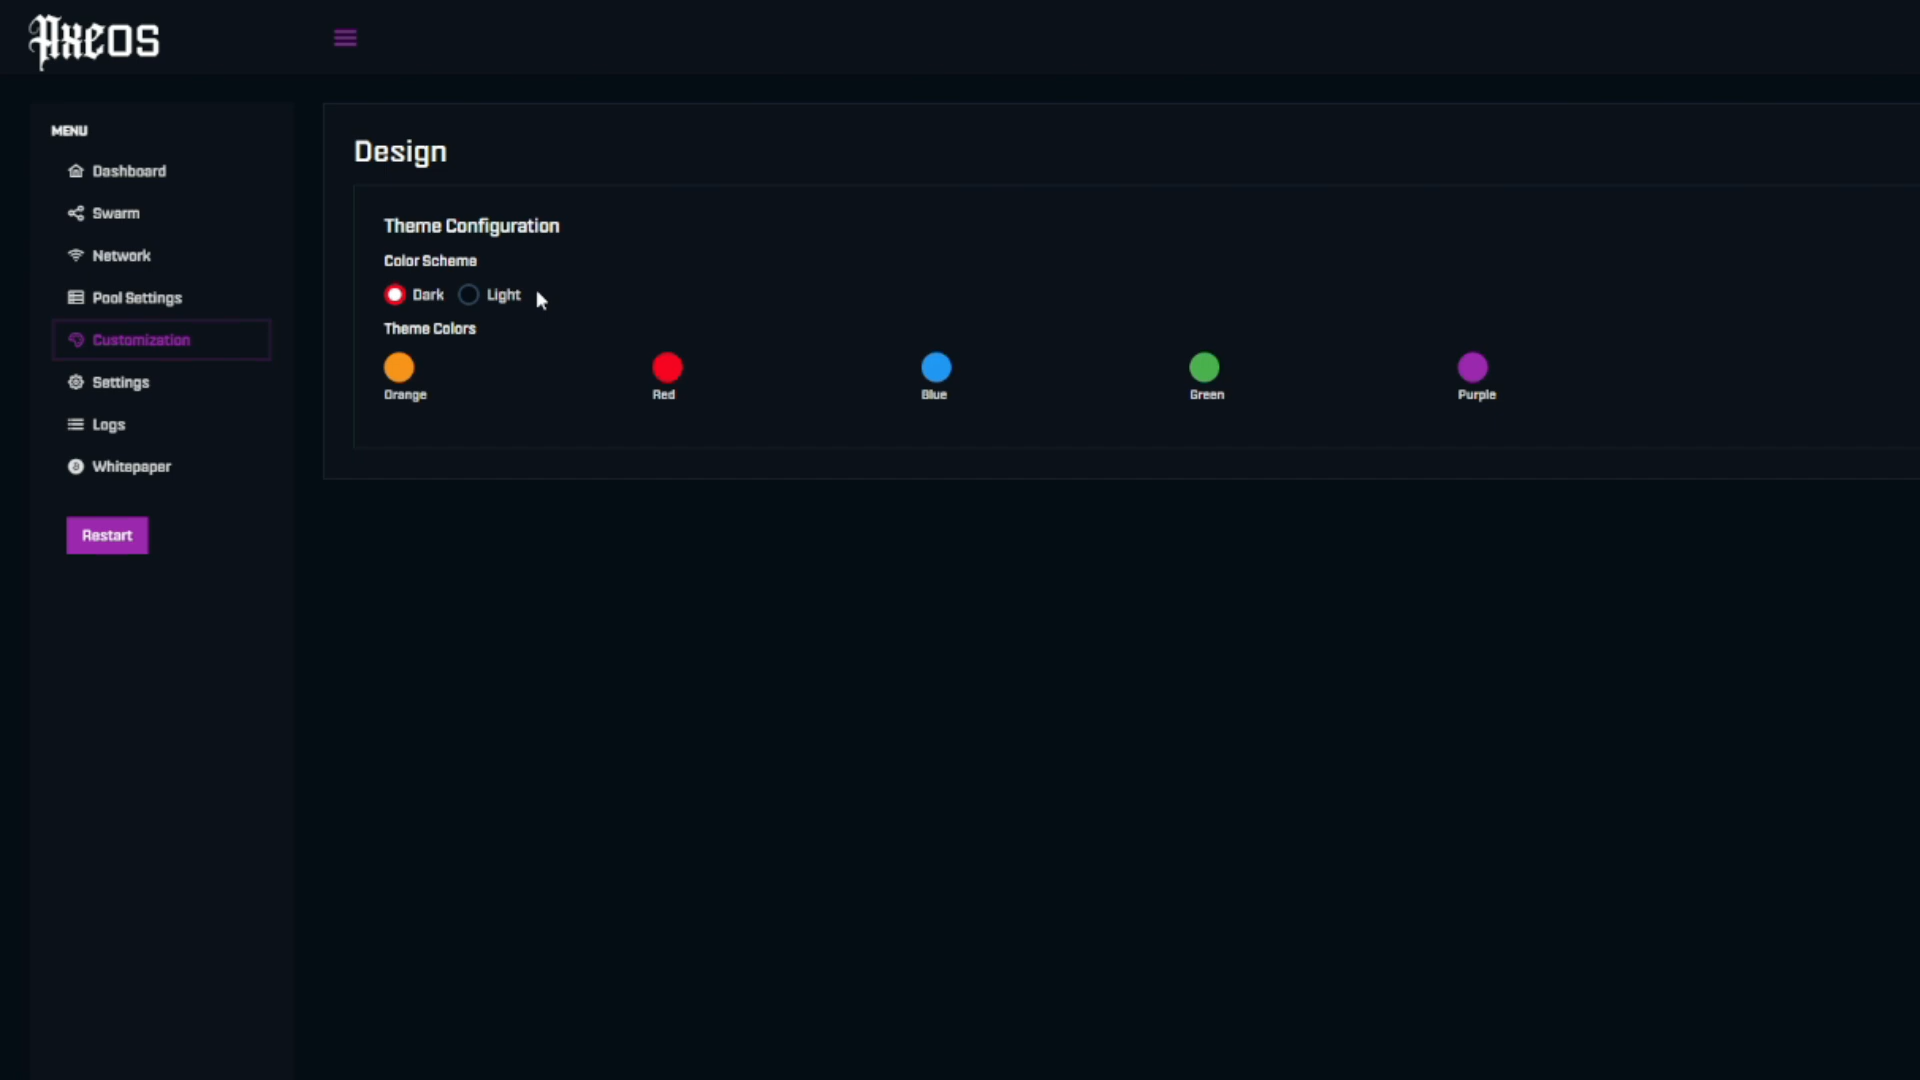 AxeOS
MENU
Dashboard
Swarm
Network
Pool Settings
Customization
Settings
Logs
Whitepaper
Restart
Design
Theme Configuration
Color Scheme
Dark Light
Theme Colors
Orange Red Blue Green Purple